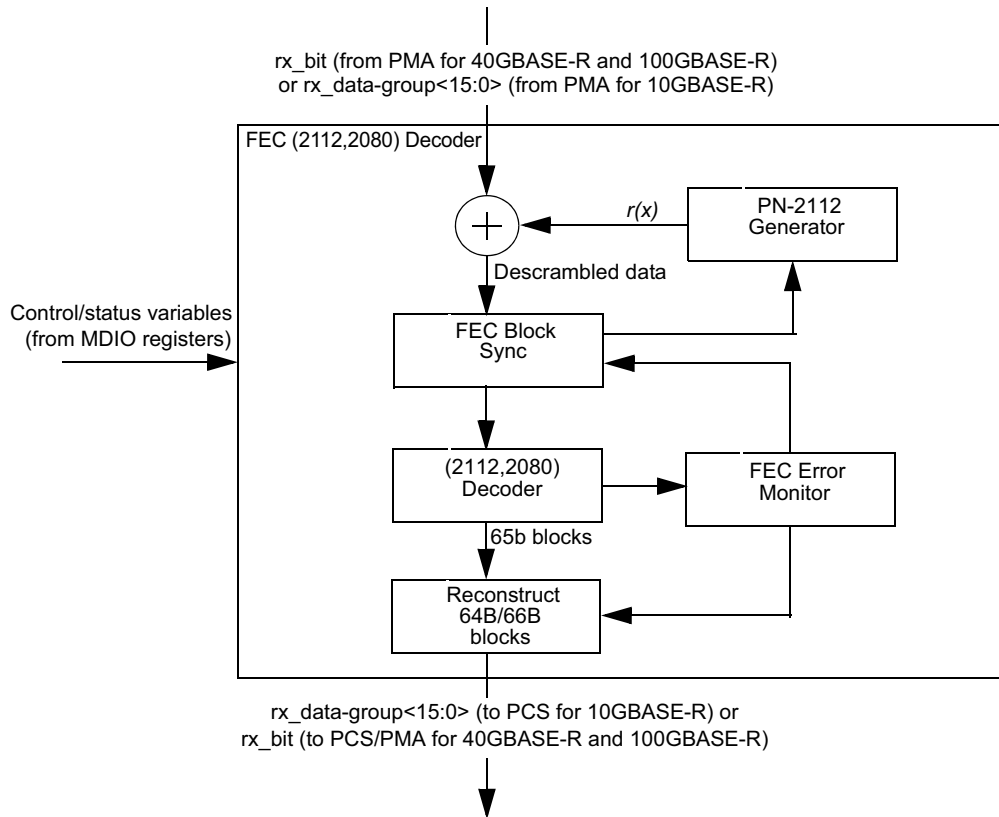 rx_bit (from PMA for 40GBASE-R and 100GBASE-R)
or rx_data-group<15:0> (from PMA for 10GBASE-R)
FEC (2112,2080) Decoder
r(x)
PN-2112
Generator
Descrambled data
Control/status variables
(from MDIO registers)
FEC Block
Sync
(2112,2080)
Decoder
FEC Error
Monitor
65b blocks
Reconstruct
64B/66B
blocks
rx_data-group<15:0> (to PCS for 10GBASE-R) or
rx_bit (to PCS/PMA for 40GBASE-R and 100GBASE-R)